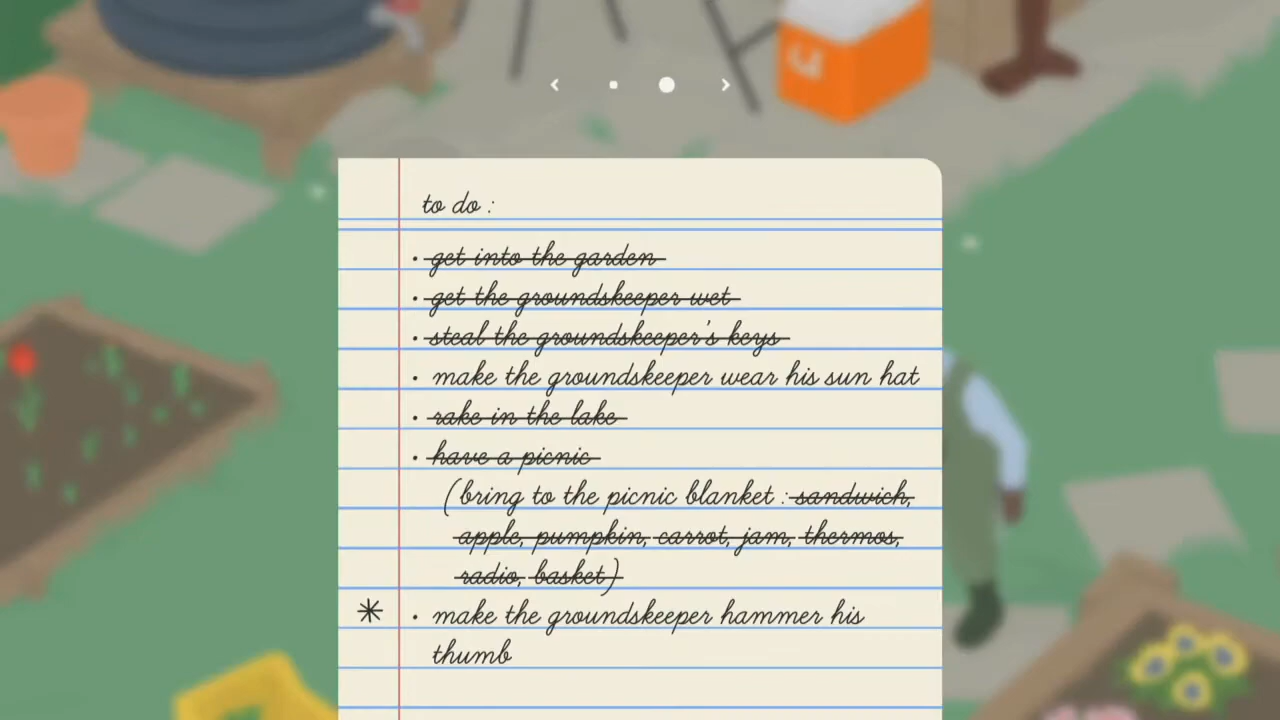 to do :
• get into the garden
• get the groundskeeper wet
• steal the groundskeeper's keys
• make the groundskeeper wear his sun hat
• rake in the lake
• have a picnic
(bring to the picnic blanket : sandwich,
apple, pumpkin, carrot, jam, thermos,
radio, basket)
• make the groundskeeper hammer his
thumb